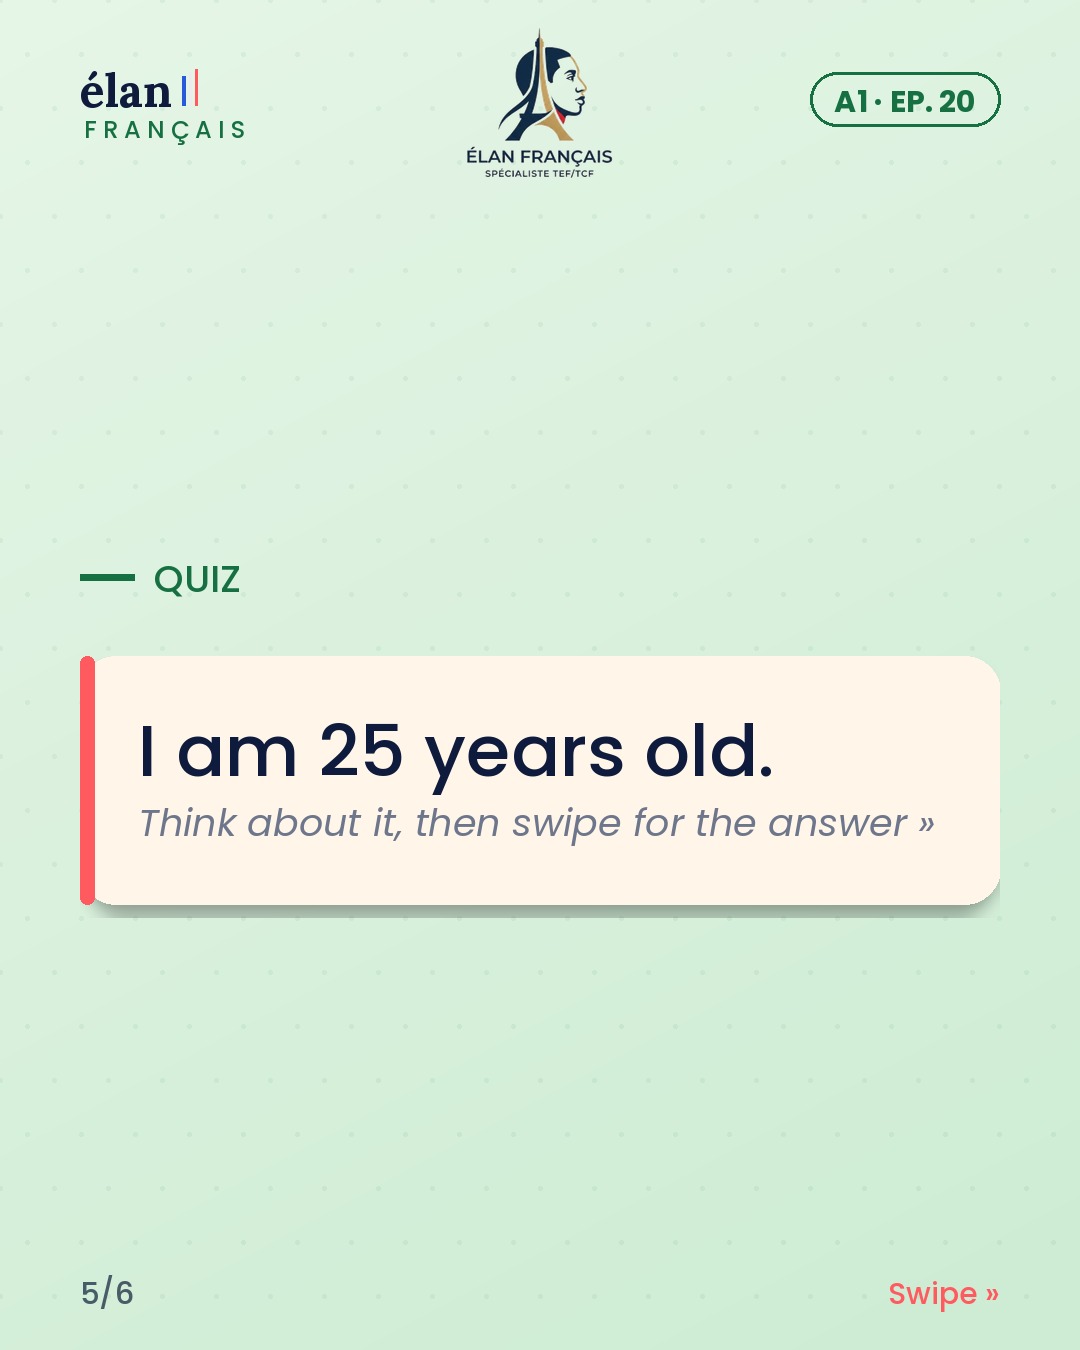 élan
FRANÇAIS
ÉLAN FRANÇAIS
SPÉCIALISTE TEF/TCF
A1 · EP. 20
QUIZ
I am 25 years old.
Think about it, then swipe for the answer »
5/6
Swipe »